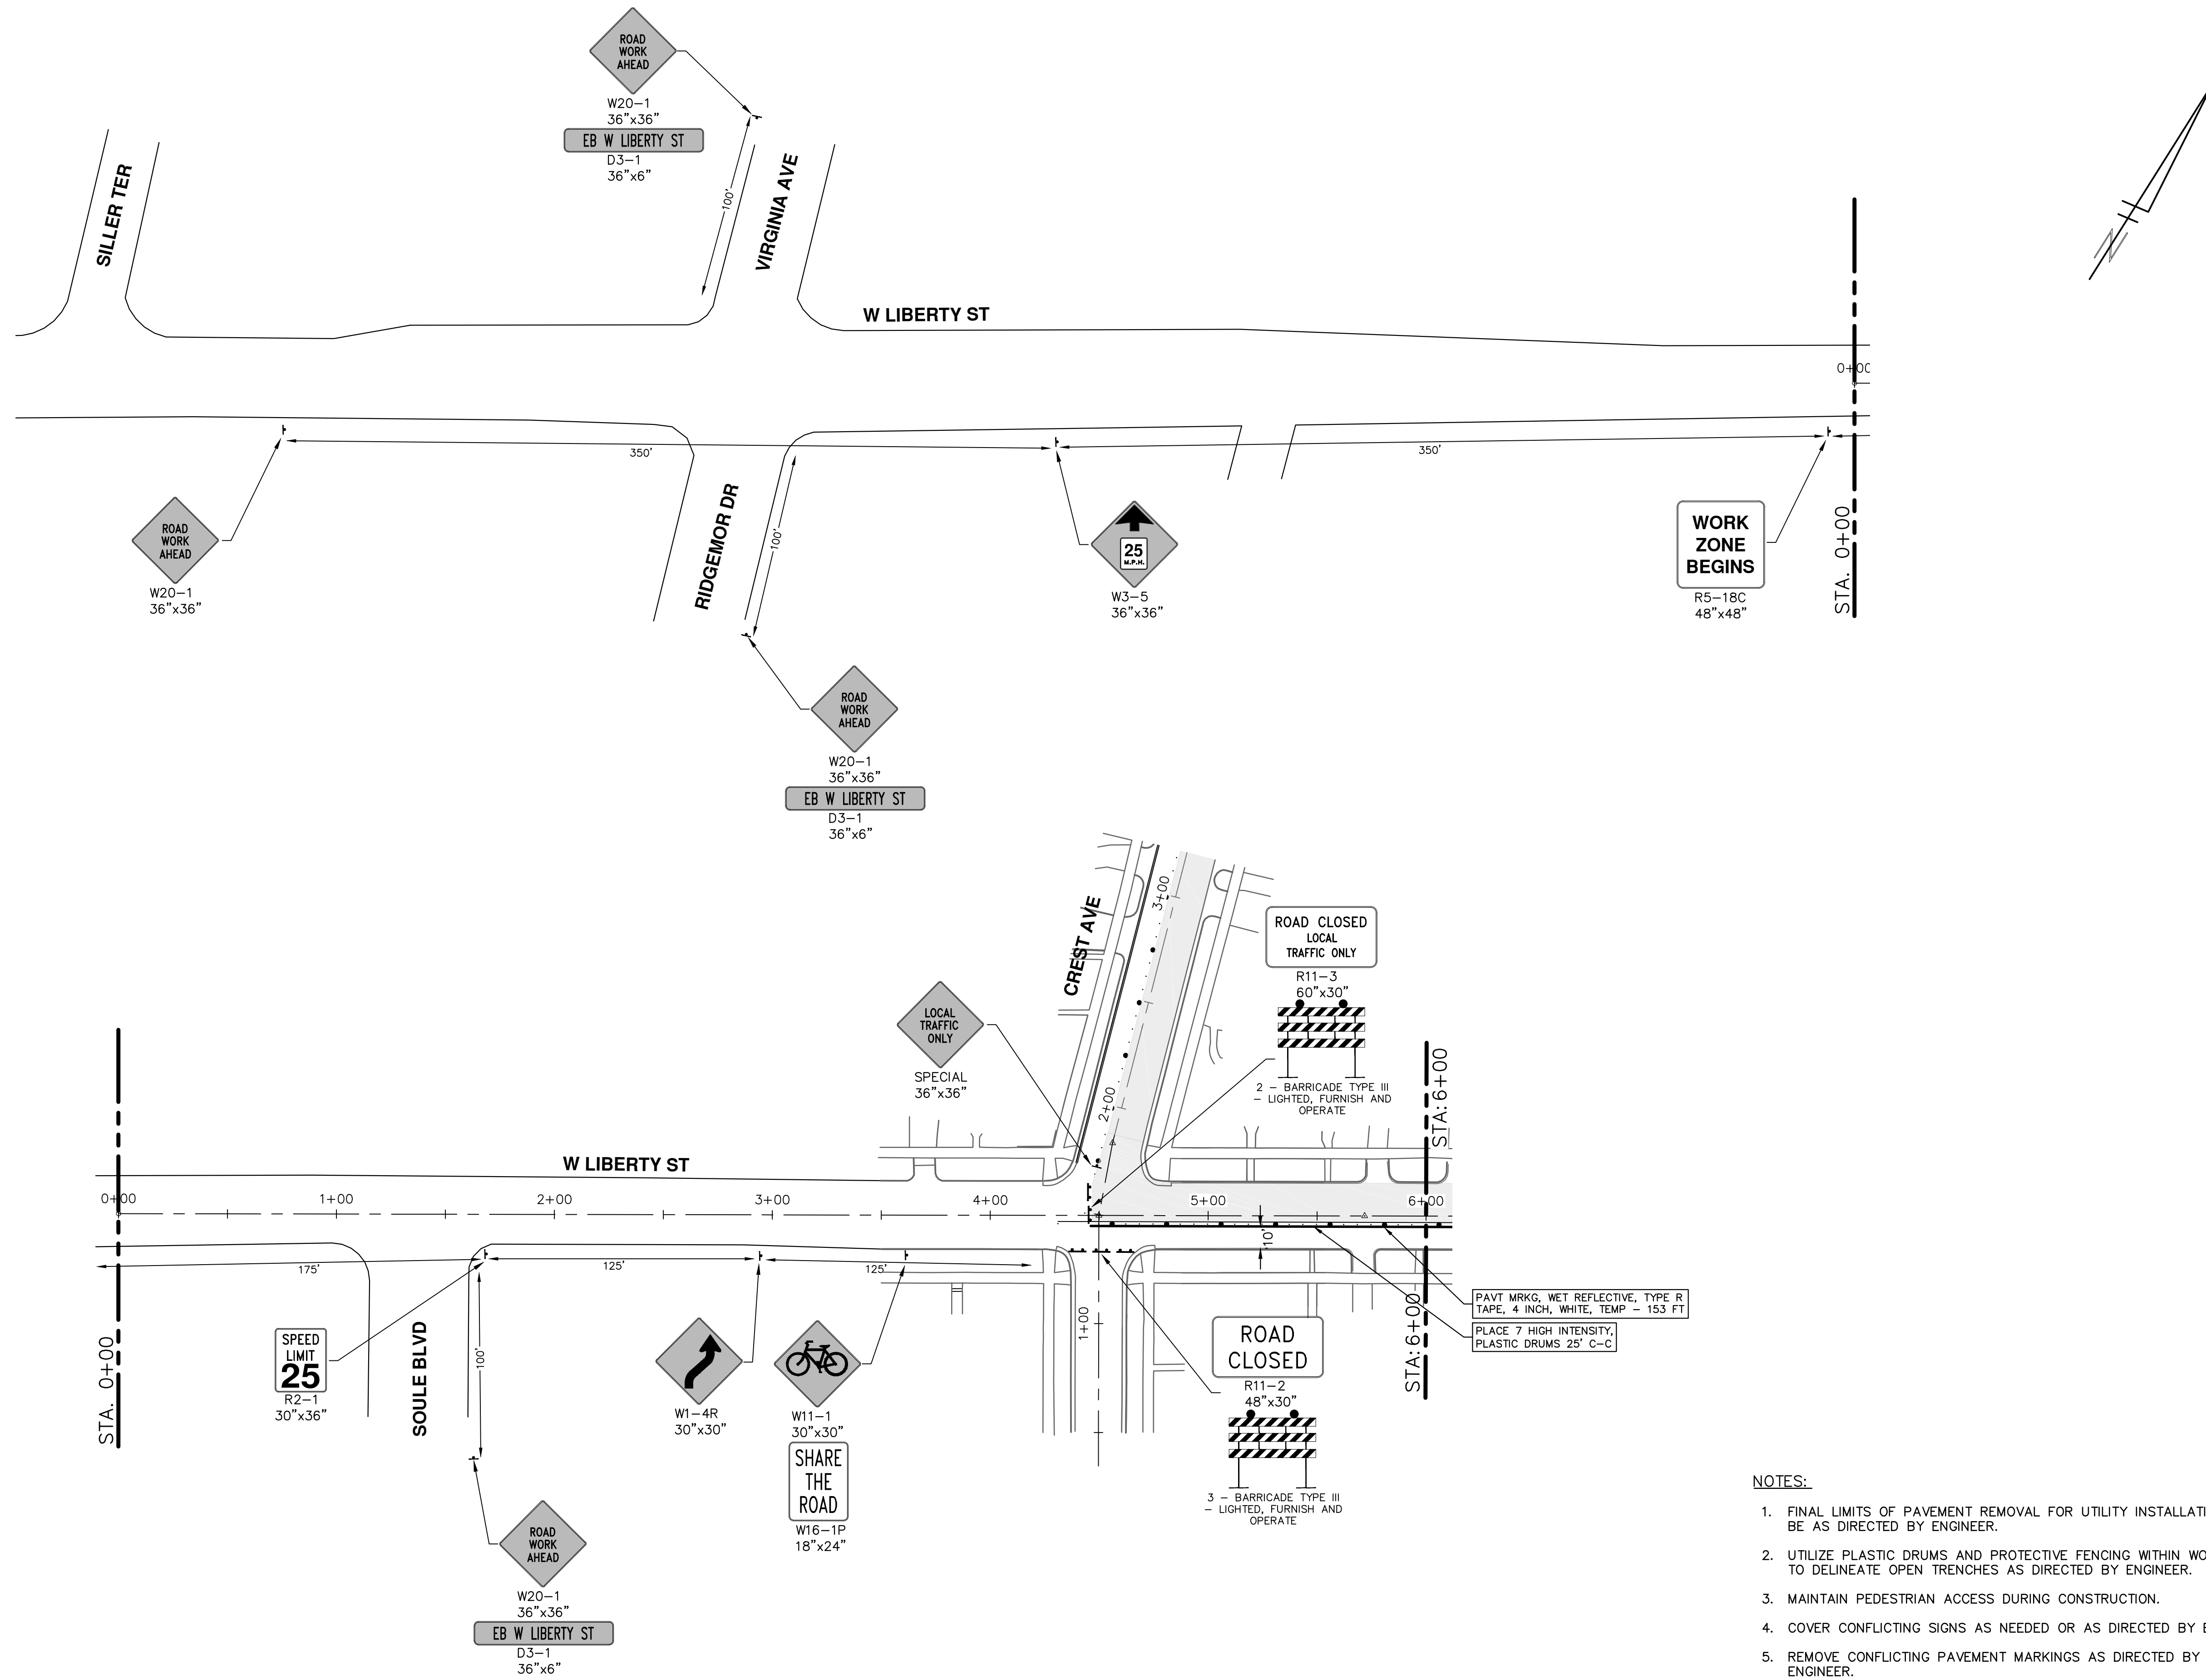 ROAD
WORK
AHEAD
W20-1
36"x36"
EB W LIBERTY ST
D3-1
36"x6"
100'
SILLER TER
VIRGINIA AVE
W LIBERTY ST
N
0+00
350'
350'
ROAD
WORK
AHEAD
W20-1
36"x36"
RIDGEMOR DR
100'
25
M.P.H.
W3-5
36"x36"
WORK
ZONE
BEGINS
R5-18C
48"x48"
STA. 0+00
ROAD
WORK
AHEAD
W20-1
36"x36"
EB W LIBERTY ST
D3-1
36"x6"
CREST AVE
3+00
2+00
ROAD CLOSED
LOCAL
TRAFFIC ONLY
R11-3
60"x30"
2 - BARRICADE TYPE III
- LIGHTED, FURNISH AND
OPERATE
LOCAL
TRAFFIC
ONLY
SPECIAL
36"x36"
STA: 6+00
W LIBERTY ST
0+00
1+00
2+00
3+00
4+00
5+00
6+00
10'
175'
125'
125'
100'
1+00
STA. 0+00
SPEED
LIMIT
25
R2-1
30"x36"
SOULE BLVD
W1-4R
30"x30"
W11-1
30"x30"
SHARE
THE
ROAD
W16-1P
18"x24"
ROAD
CLOSED
R11-2
48"x30"
3 - BARRICADE TYPE III
- LIGHTED, FURNISH AND
OPERATE
STA: 6+00
PAVT MRKG, WET REFLECTIVE, TYPE R
TAPE, 4 INCH, WHITE, TEMP - 153 FT
PLACE 7 HIGH INTENSITY,
PLASTIC DRUMS 25' C-C
ROAD
WORK
AHEAD
W20-1
36"x36"
EB W LIBERTY ST
D3-1
36"x6"
NOTES:
1. FINAL LIMITS OF PAVEMENT REMOVAL FOR UTILITY
BE AS DIRECTED BY ENGINEER.
2. UTILIZE PLASTIC DRUMS AND PROTECTIVE FENCING WITHIN
TO DELINEATE OPEN TRENCHES AS DIRECTED BY ENGINEER.
3. MAINTAIN PEDESTRIAN ACCESS DURING CONSTRUCTION.
4. COVER CONFLICTING SIGNS AS NEEDED OR AS DIRECTED BY
5. REMOVE CONFLICTING PAVEMENT MARKINGS AS DIRECTED BY
ENGINEER.